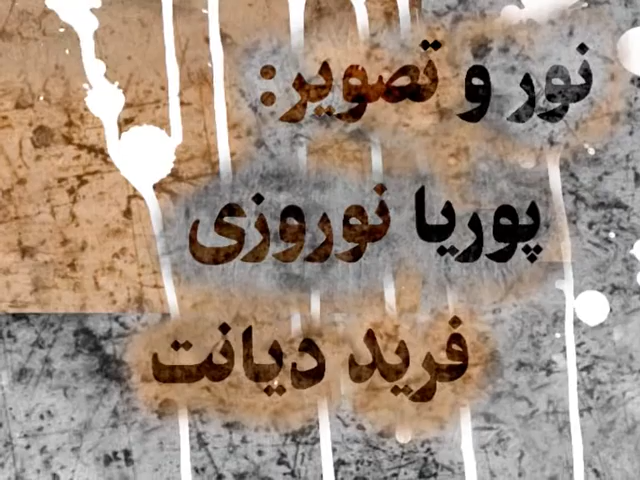 نور و تصویر:
پوریا نوروزی
فرید دیانت